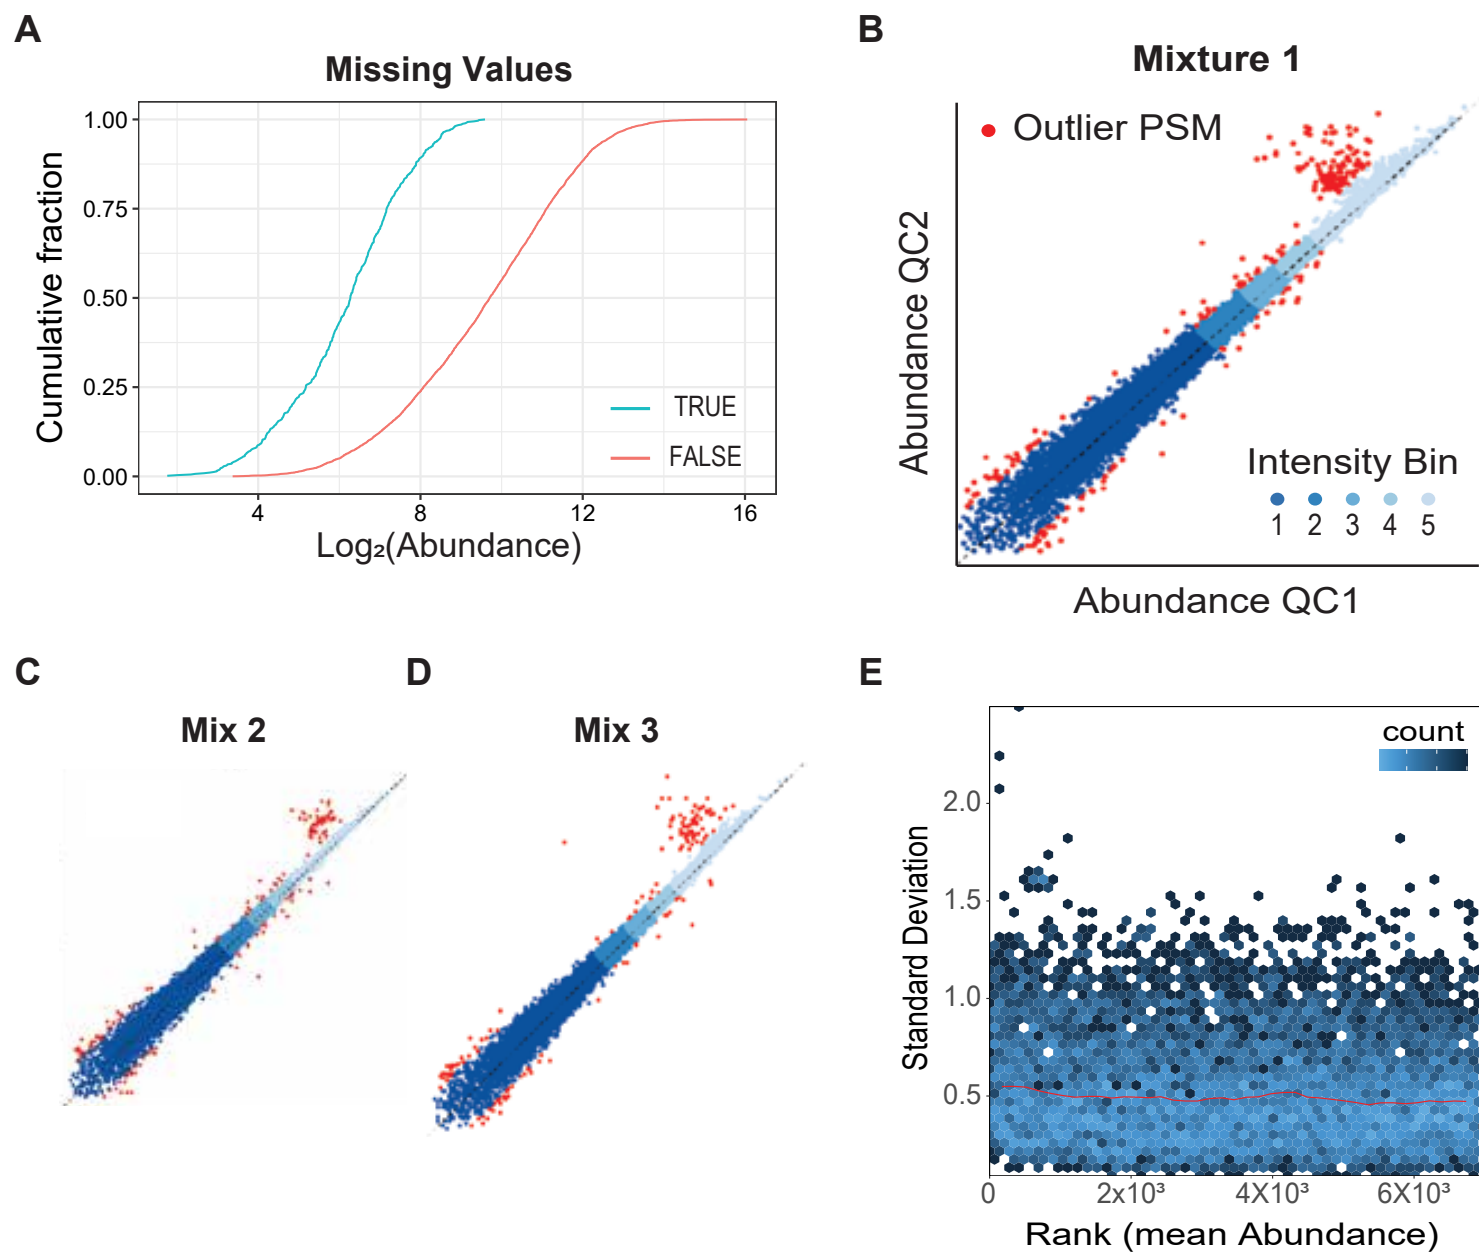 A
Missing Values
Cumulative fraction
1.00
0.75
0.50
0.25
0.00
TRUE
FALSE
4 8 12 16
Log₂(Abundance)
B
Mixture 1
Outlier PSM
Abundance QC2
Intensity Bin
1 2 3 4 5
Abundance QC1
C
Mix 2
D
Mix 3
E
count
Standard Deviation
2.0
1.5
1.0
0.5
0 2x10³ 4X10³ 6X10³
Rank (mean Abundance)